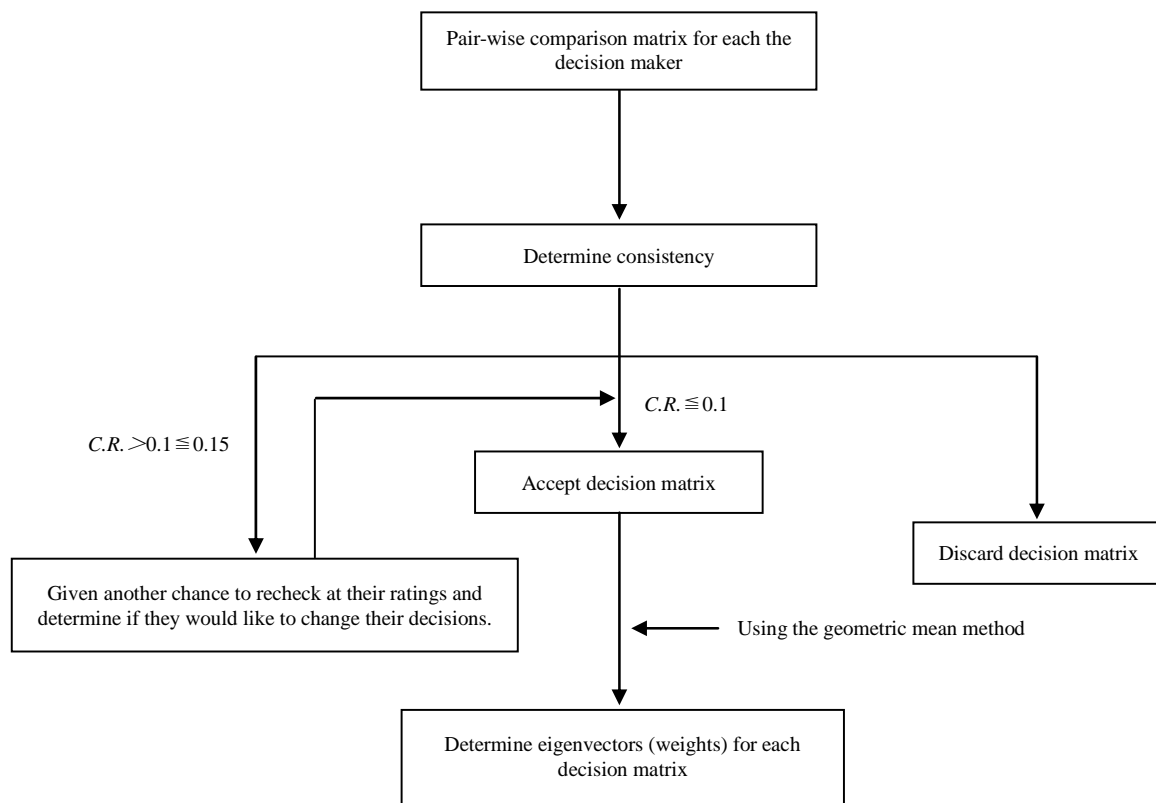 Pair-wise comparison matrix for each the
decision maker
Determine consistency
C.R.≦0.1
C.R.＞0.1≦0.15
Accept decision matrix
Discard decision matrix
Given another chance to recheck at their ratings and
determine if they would like to change their decisions.
Using the geometric mean method
Determine eigenvectors (weights) for each
decision matrix